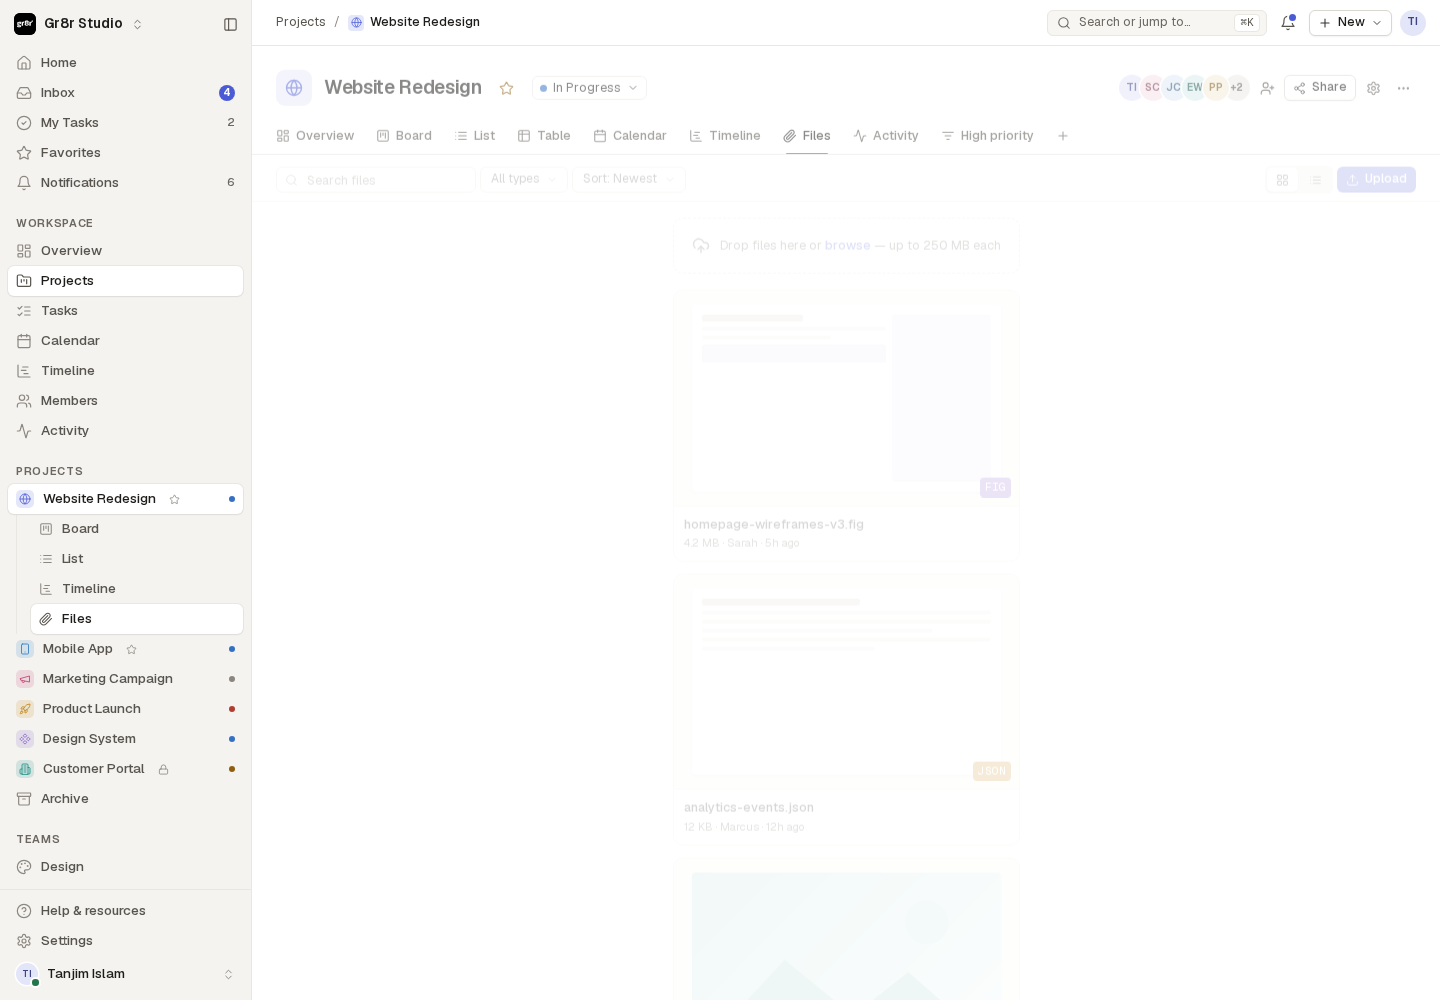 gr8r
Gr8r Studio
Home
Inbox
4
My Tasks
2
Favorites
Notifications
6
WORKSPACE
Overview
Projects
Tasks
Calendar
Timeline
Members
Activity
PROJECTS
Website Redesign
Board
List
Timeline
Files
Mobile App
Marketing Campaign
Product Launch
Design System
Customer Portal
Archive
TEAMS
Design
Help & resources
Settings
TI
Tanjim Islam
Projects / Website Redesign
Search or jump to...
⌘K
New
TI
Website Redesign
In Progress
TI
SC
JC
EW
PP
+2
Share
Overview
Board
List
Table
Calendar
Timeline
Files
Activity
High priority
Search files
All types
Sort: Newest
Upload
Drop files here or browse — up to 250 MB each
FIG
homepage-wireframes-v3.fig
4.2 MB · Sarah · 5h ago
JSON
analytics-events.json
12 KB · Marcus · 12h ago